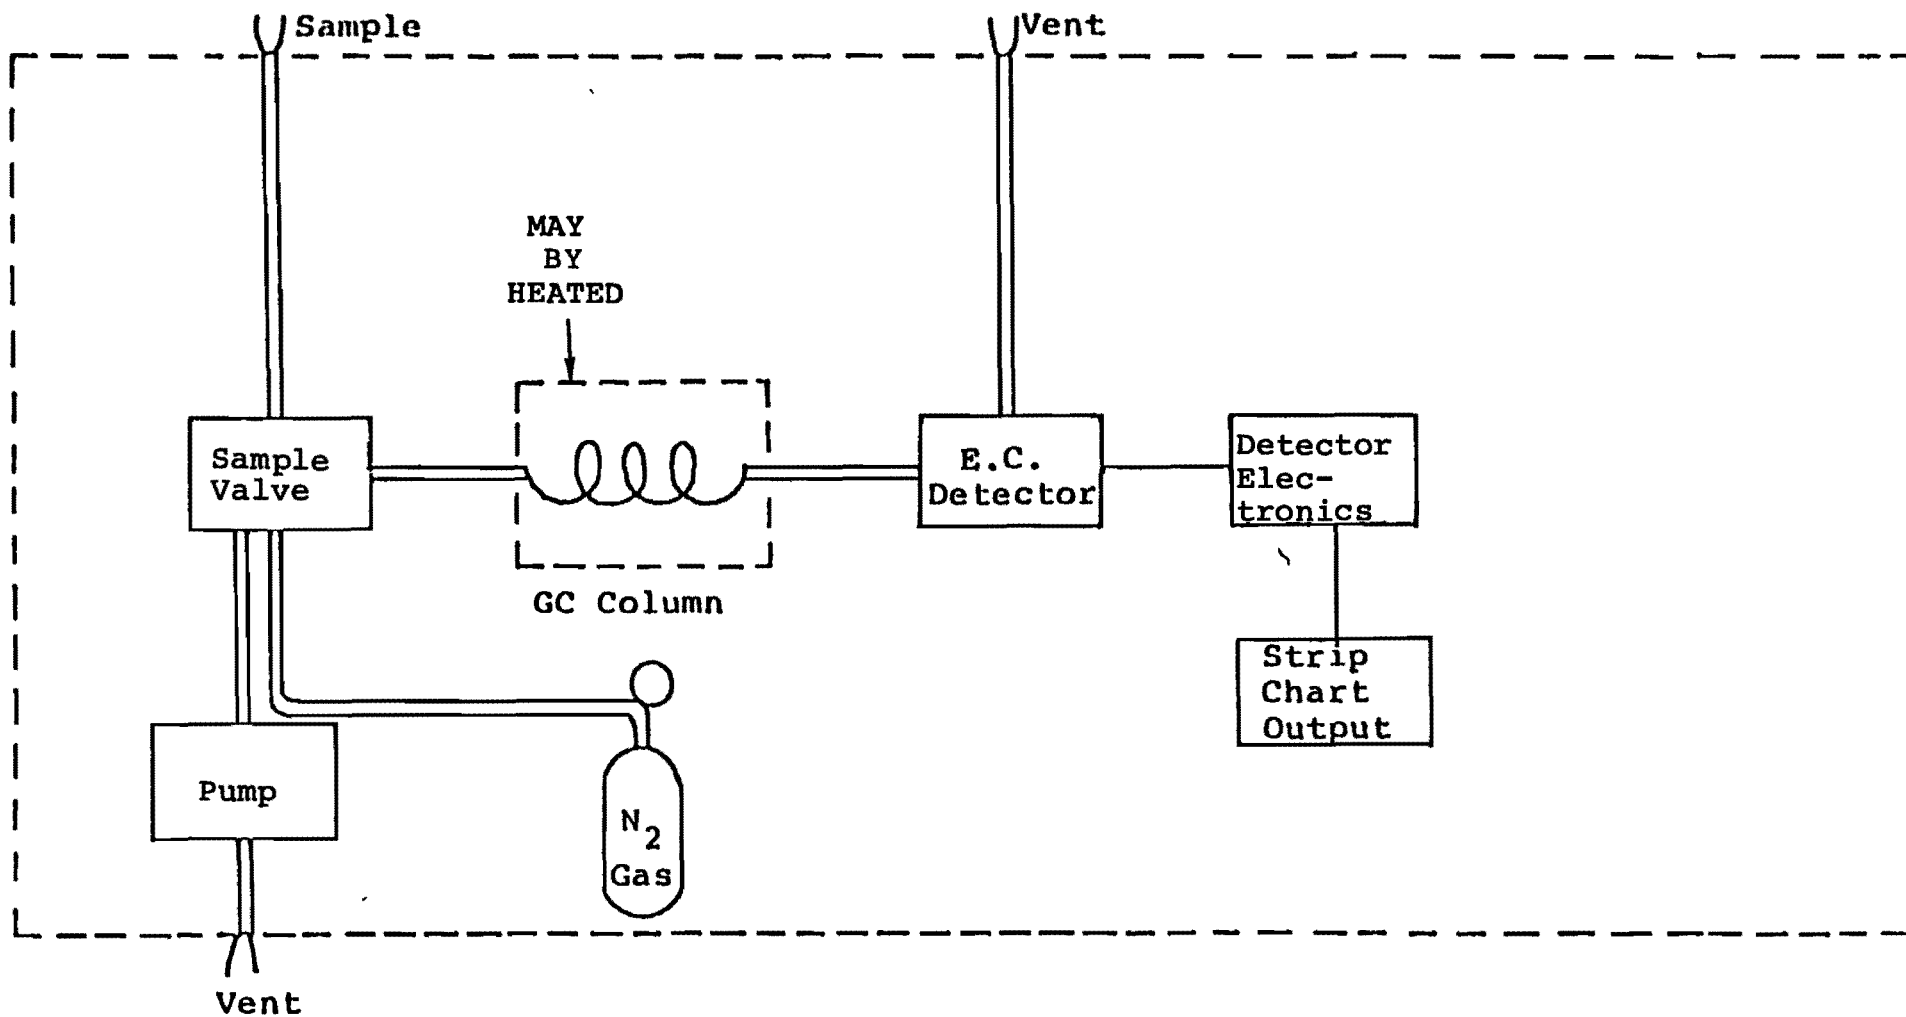 Sample
Vent
MAY
BY
HEATED
Sample
Valve
E.C.
Detector
Detector
Elec-
tronics
GC Column
Strip
Chart
Output
Pump
N2
Gas
Vent